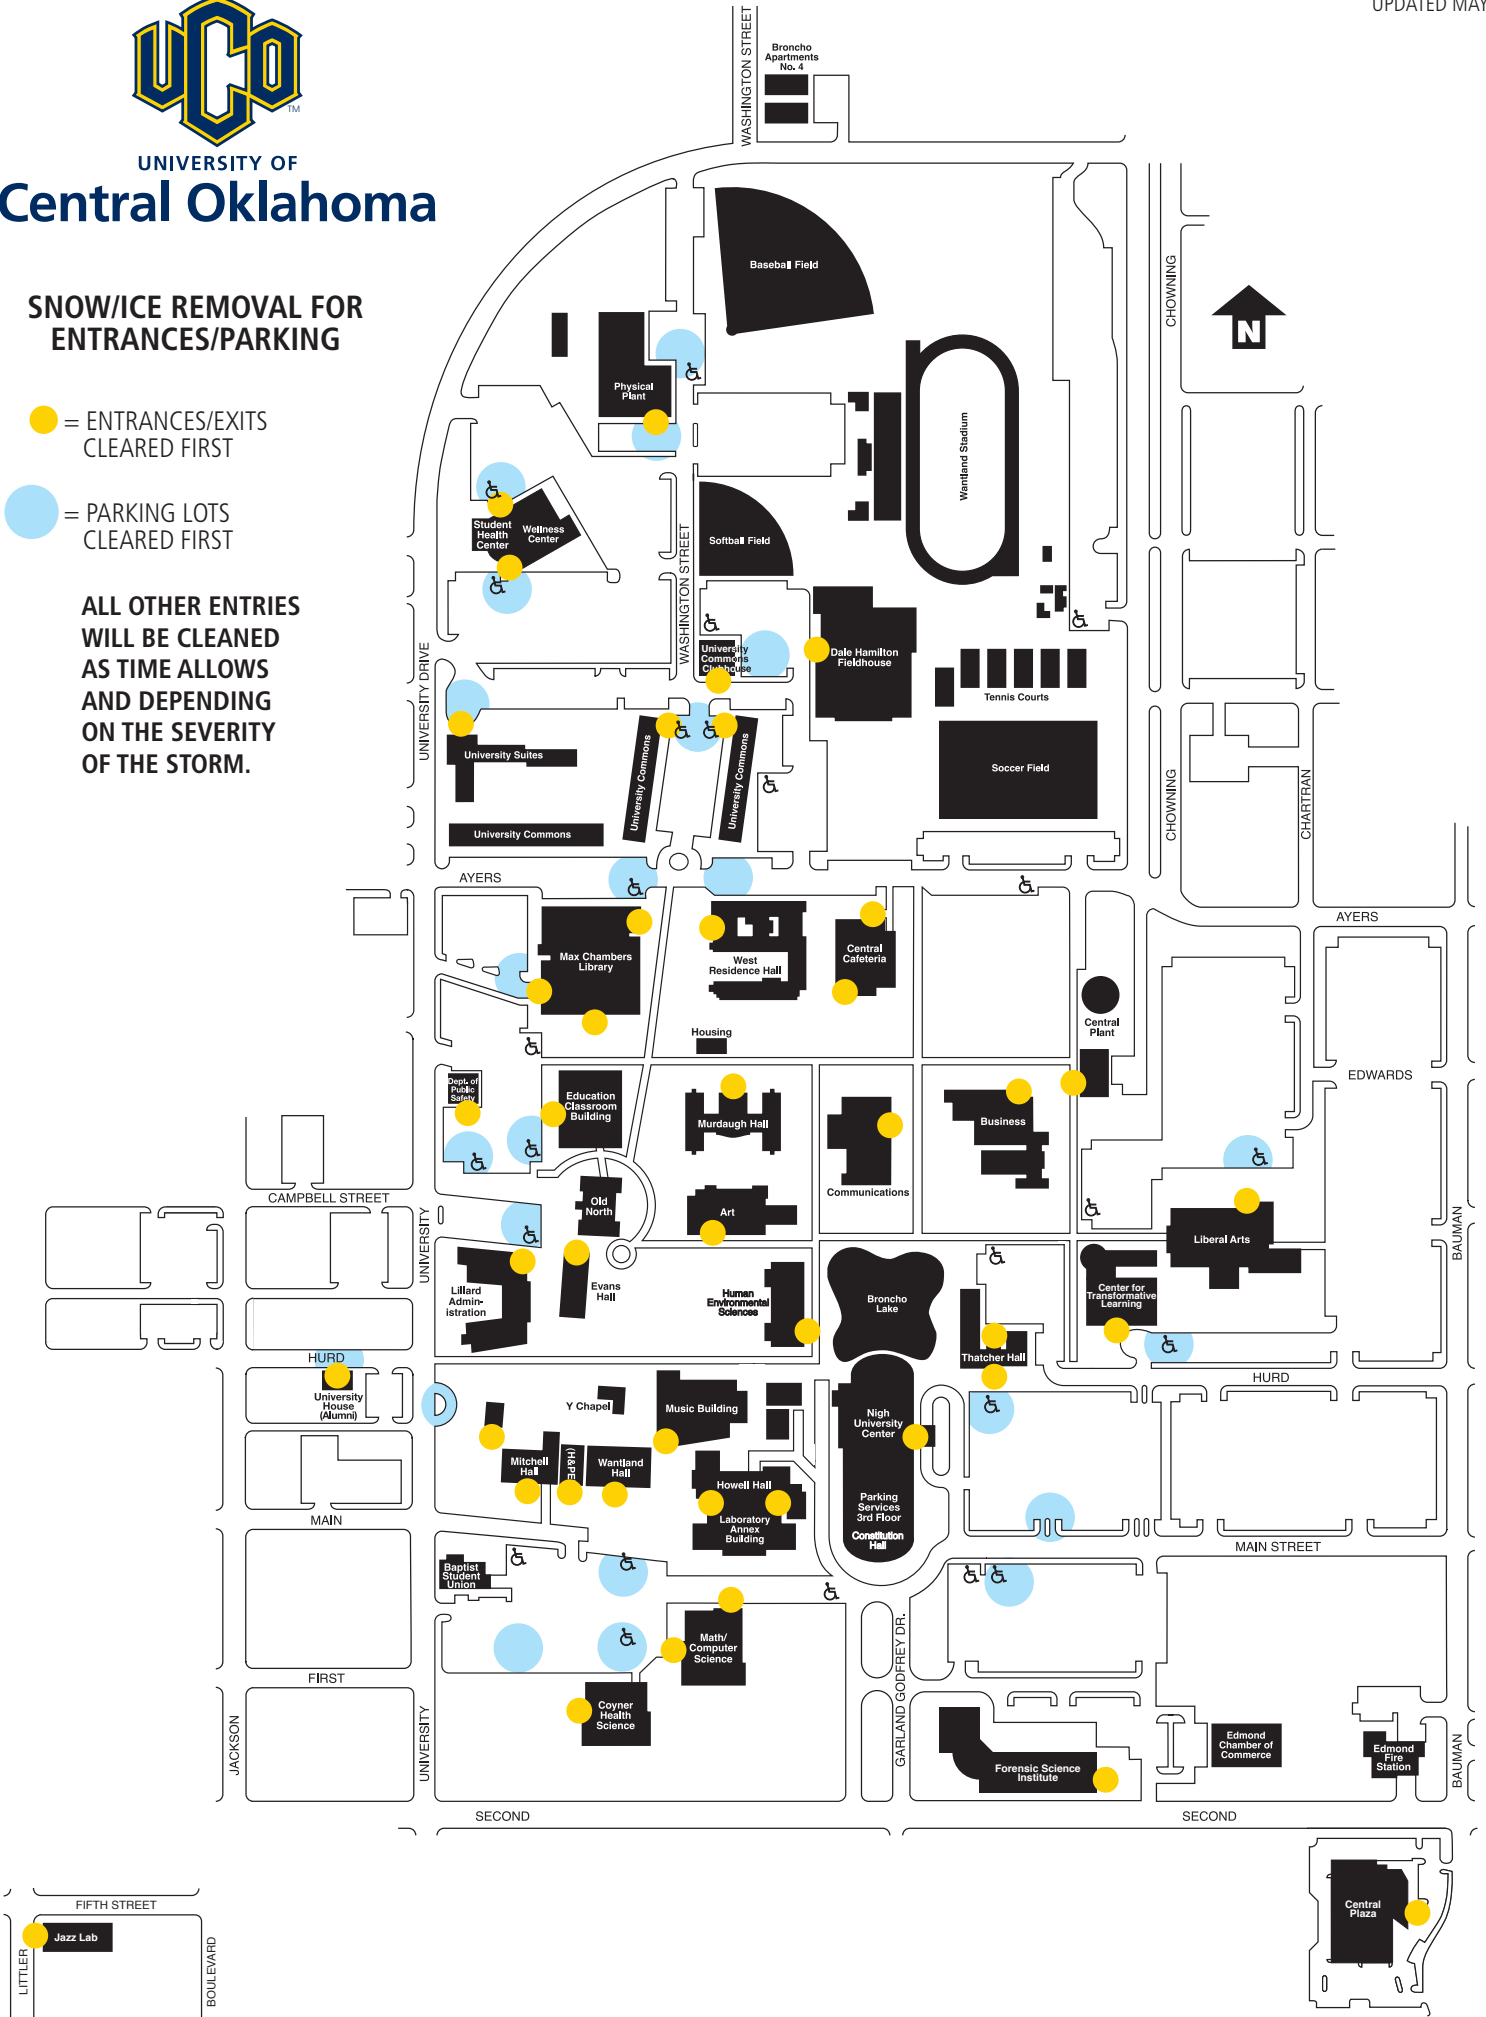 UPDATED MAY
UCO
TM
UNIVERSITY OF
Central Oklahoma
SNOW/ICE REMOVAL FOR
ENTRANCES/PARKING
= ENTRANCES/EXITS
CLEARED FIRST
= PARKING LOTS
CLEARED FIRST
ALL OTHER ENTRIES
WILL BE CLEANED
AS TIME ALLOWS
AND DEPENDING
ON THE SEVERITY
OF THE STORM.
WASHINGTON STREET
Broncho
Apartments
No. 4
Baseball Field
CHOWNING
N
Physical
Plant
Wantland Stadium
Student
Health
Center
Wellness
Center
WASHINGTON STREET
Softball Field
UNIVERSITY DRIVE
University
Commons
Clubhouse
Dale Hamilton
Fieldhouse
Tennis Courts
University Suites
University Commons
University Commons
Soccer Field
CHOWNING
CHARTRAN
University Commons
AYERS
AYERS
Max Chambers
Library
West
Residence Hall
Central
Cafeteria
Central
Plant
Housing
EDWARDS
Dept. of
Public
Safety
Education
Classroom
Building
Murdaugh Hall
Business
Communications
CAMPBELL STREET
Old
North
Art
UNIVERSITY
Liberal Arts
BAUMAN
Lillard
Admin-
istration
Evans
Hall
Human
Environmental
Sciences
Broncho
Lake
Center for
Transformative
Learning
HURD
Thatcher Hall
HURD
University
House
(Alumni)
Y Chapel
Music Building
Nigh
University
Center
Mitchell
Hall
(H&PE
Wantland
Hall
Howell Hall
Parking
Services
3rd Floor
Constitution
Hall
Laboratory
Annex
Building
MAIN
MAIN STREET
Baptist
Student
Union
Math/
Computer
Science
GARLAND GODFREY DR.
FIRST
Coyner
Health
Science
JACKSON
UNIVERSITY
Forensic Science
Institute
Edmond
Chamber of
Commerce
Edmond
Fire
Station
BAUMAN
SECOND
SECOND
FIFTH STREET
Jazz Lab
LITTLER
BOULEVARD
Central
Plaza